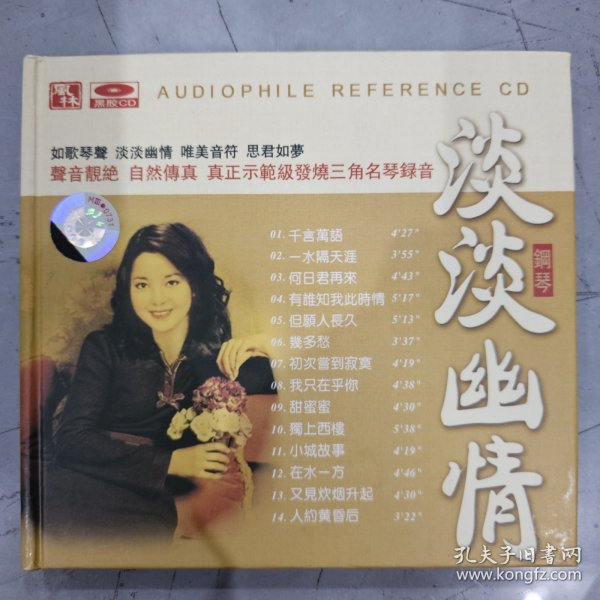 風林
黑胶CD
AUDIOPHILE REFERENCE CD
如歌琴聲 淡淡幽情 唯美音符 思君如夢
聲音靚絶 自然傳真 真正示範級發燒三角名琴録音
淡淡幽情
鋼琴
01. 千言萬語 4'27"
02. 一水隔天涯 3'55"
03. 何日君再來 4'43"
04. 有誰知我此時情 5'17"
05. 但願人長久 5'13"
06. 幾多愁 3'37"
07. 初次嘗到寂寞 4'19"
08. 我只在乎你 4'38"
09. 甜蜜蜜 4'30"
10. 獨上西樓 5'38"
11. 小城故事 4'19"
12. 在水一方 4'46"
13. 又見炊烟升起 4'30"
14. 人約黄昏后 3'22"
孔夫子旧书网
www.kongfz.com